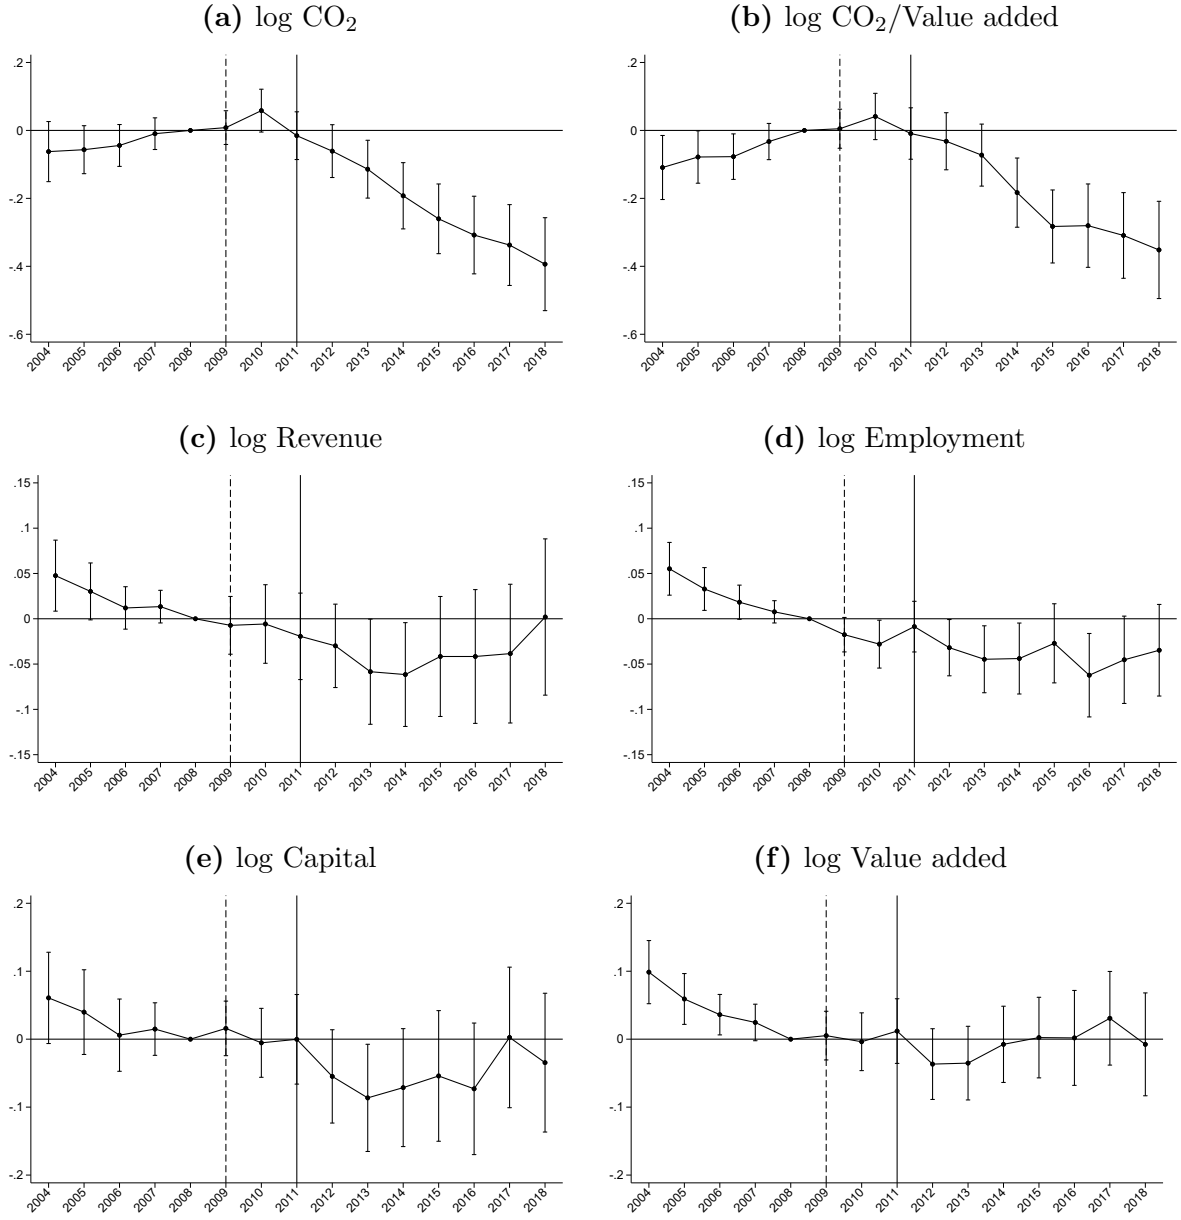 (a) log CO₂
(b) log CO₂/Value added
.2
0
-.2
-.4
-.6
2004 2005 2006 2007 2008 2009 2010 2011 2012 2013 2014 2015 2016 2017 2018
.2
0
-.2
-.4
-.6
2004 2005 2006 2007 2008 2009 2010 2011 2012 2013 2014 2015 2016 2017 2018
(c) log Revenue
(d) log Employment
.15
.1
.05
0
-.05
-.1
-.15
2004 2005 2006 2007 2008 2009 2010 2011 2012 2013 2014 2015 2016 2017 2018
.15
.1
.05
0
-.05
-.1
-.15
2004 2005 2006 2007 2008 2009 2010 2011 2012 2013 2014 2015 2016 2017 2018
(e) log Capital
(f) log Value added
.2
.1
0
-.1
-.2
2004 2005 2006 2007 2008 2009 2010 2011 2012 2013 2014 2015 2016 2017 2018
.2
.1
0
-.1
-.2
2004 2005 2006 2007 2008 2009 2010 2011 2012 2013 2014 2015 2016 2017 2018